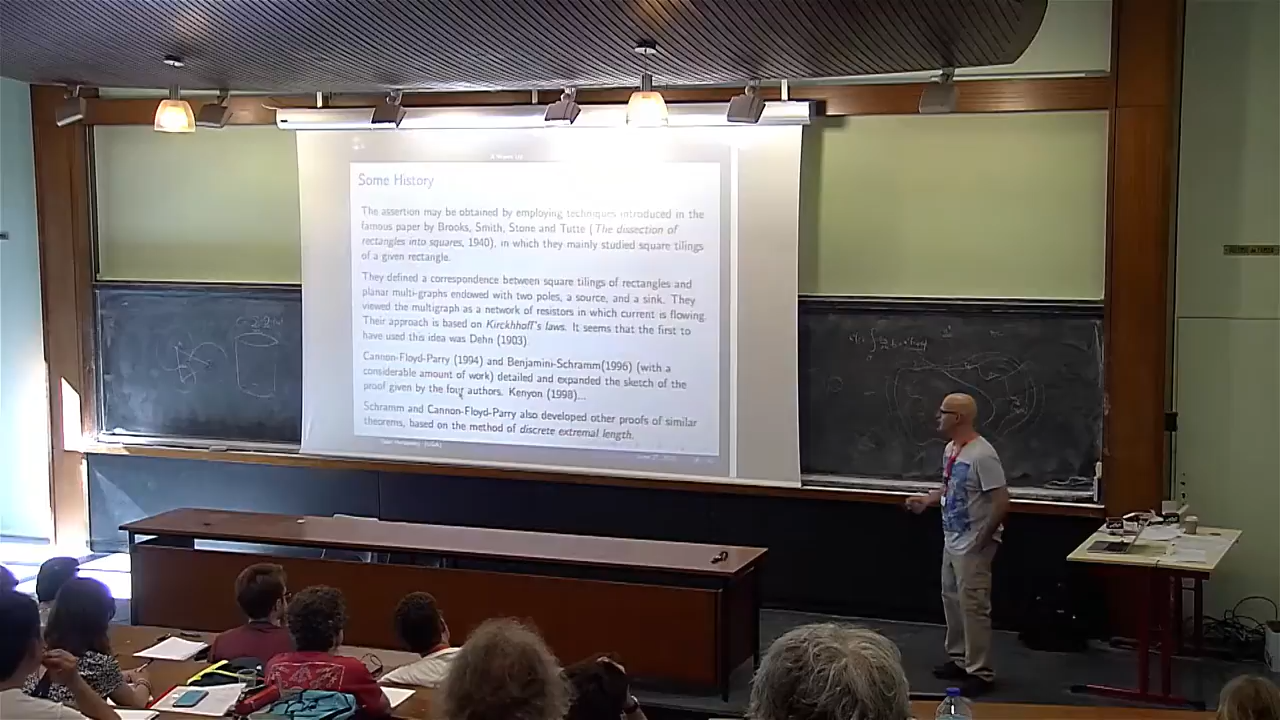 Some History
The assertion may be obtained by employing techniques introduced in the
famous paper by Brooks, Smith, Stone and Tutte (The dissection of
rectangles into squares, 1940), in which they mainly studied square tilings
of a given rectangle.
They defined a correspondence between square tilings of rectangles and
planar multi-graphs endowed with two poles, a source, and a sink. They
viewed the multigraph as a network of resistors in which current is flowing.
Their approach is based on Kirckhhoff's laws. It seems that the first to
have used this idea was Dehn (1903).
Cannon-Floyd-Parry (1994) and Benjamini-Schramm(1996) (with a
considerable amount of work) detailed and expanded the sketch of the
proof given by the four authors. Kenyon (1998)...
Schramm and Cannon-Floyd-Parry also developed other proofs of similar
theorems, based on the method of discrete extremal length.